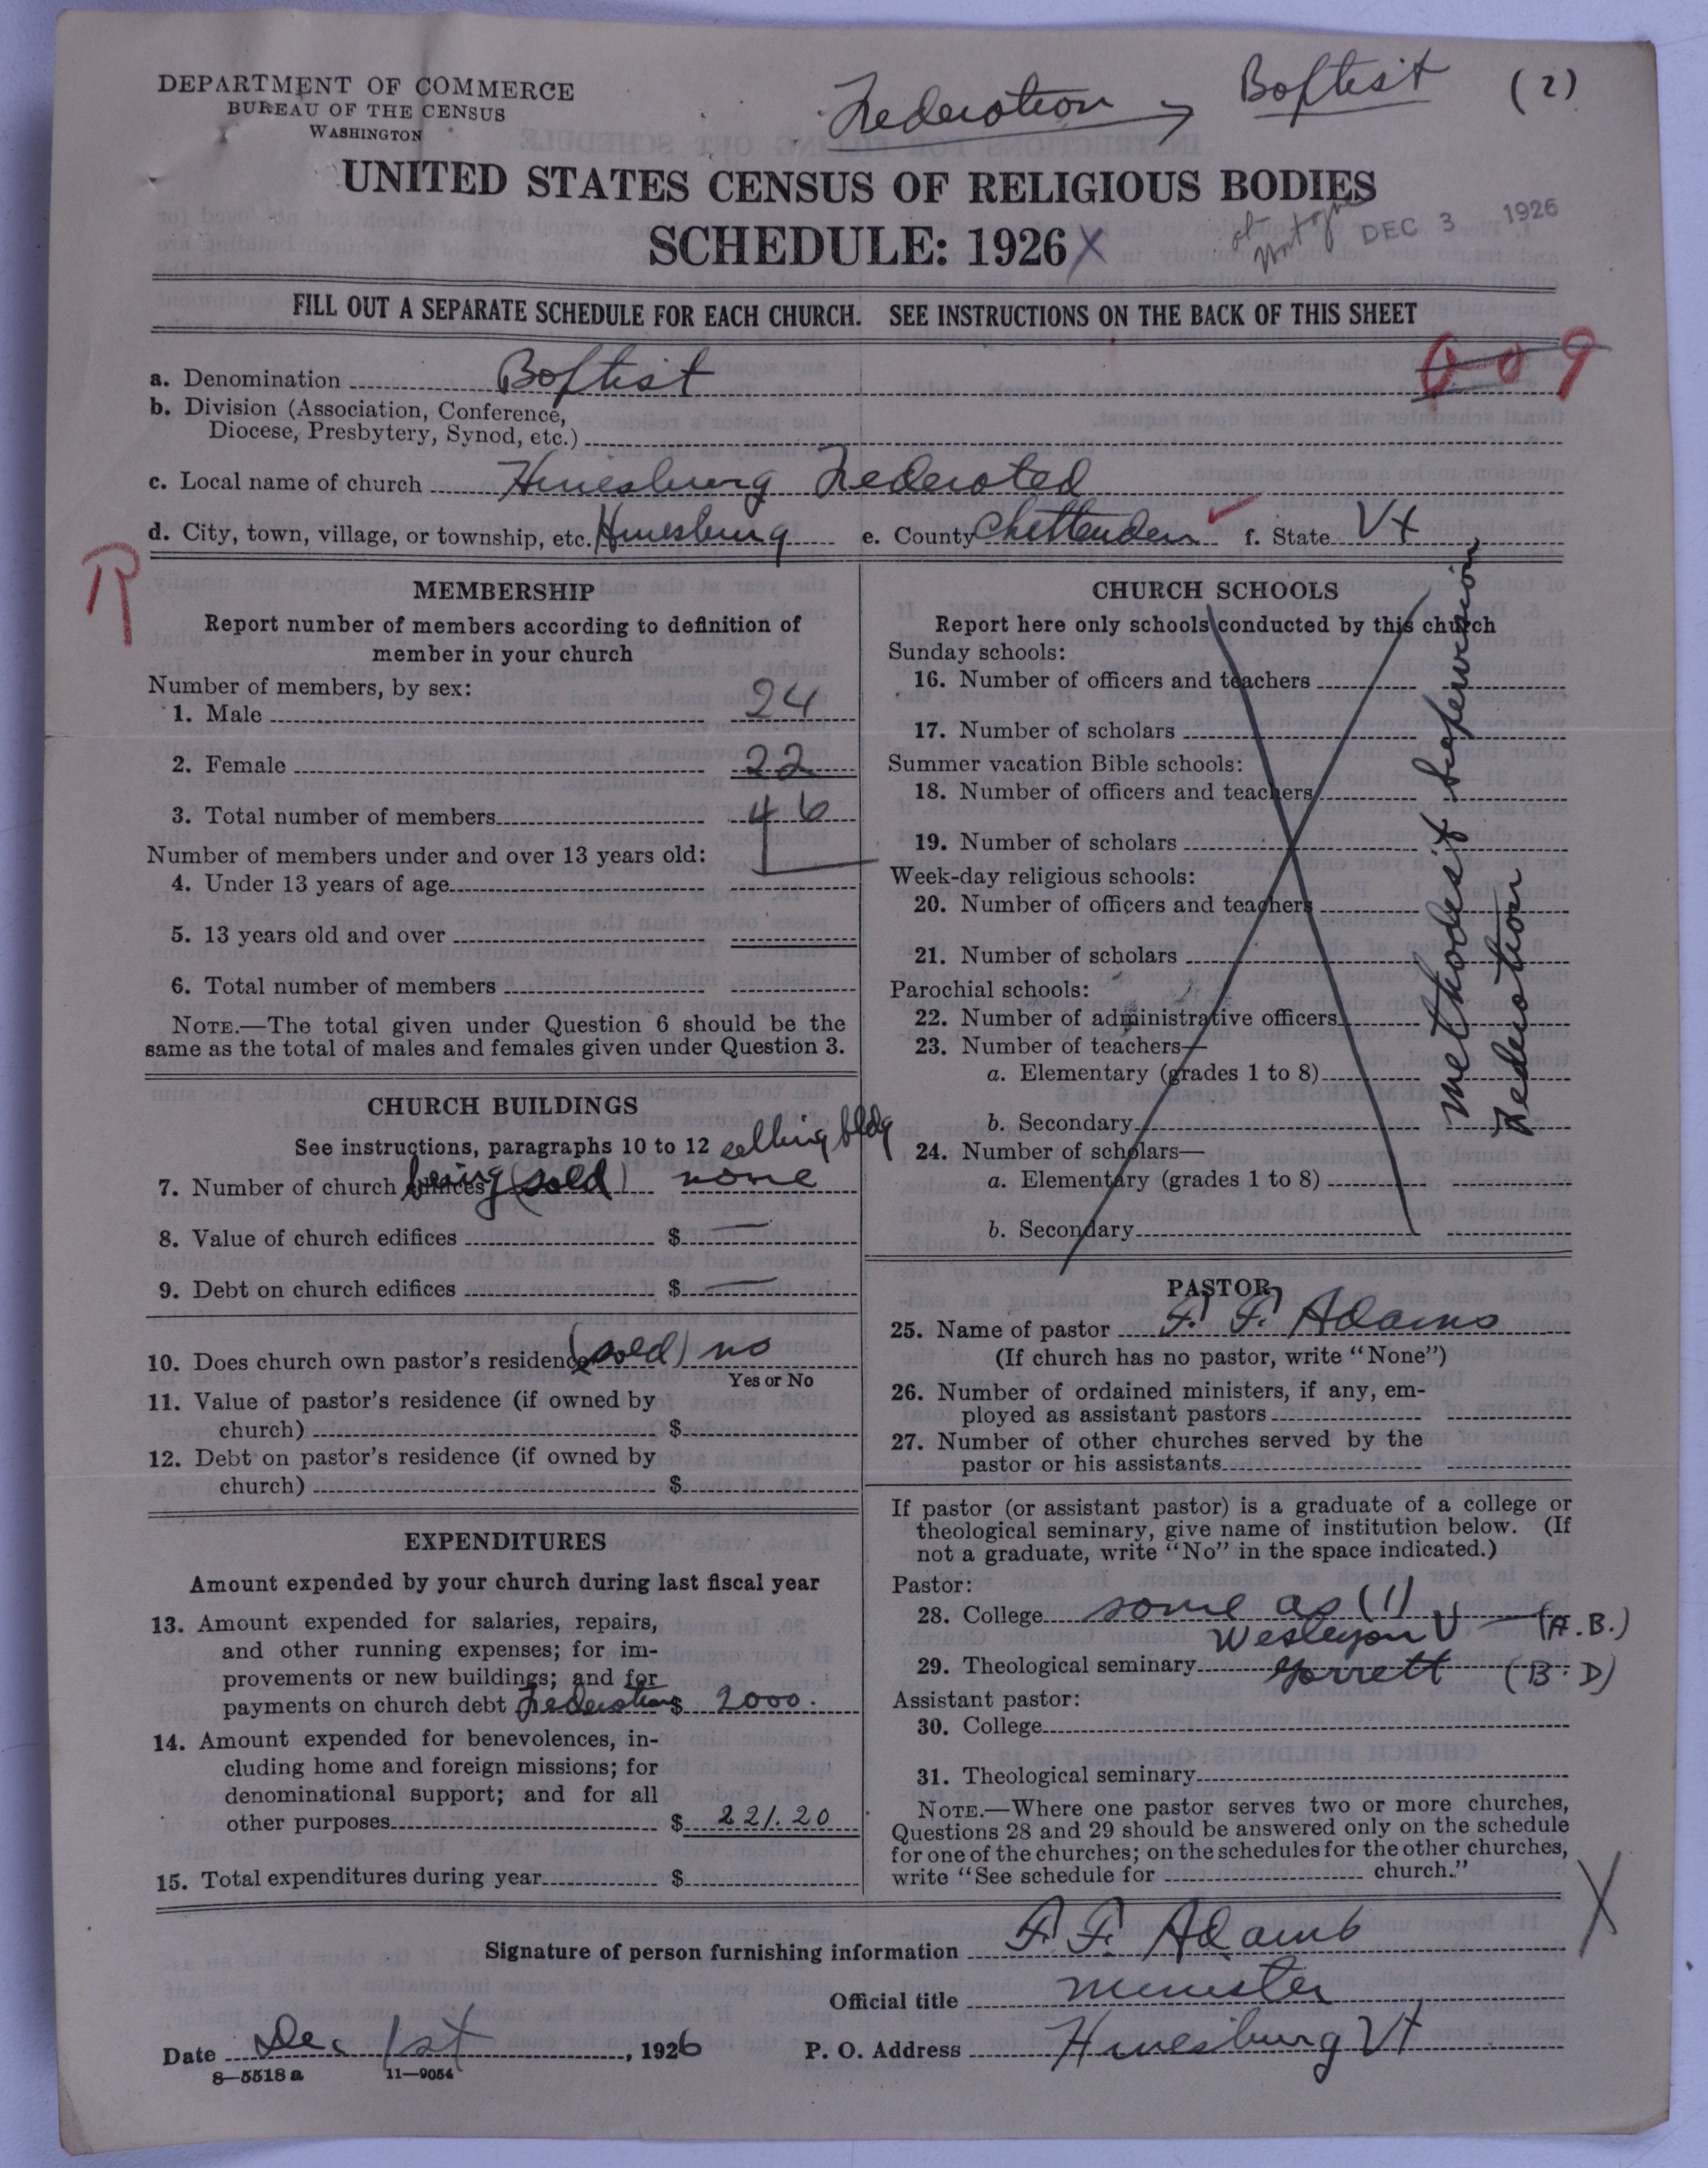 DEPARTMENT OF COMMERCE
BUREAU OF THE CENSUS
WASHINGTON
Federation
Baptist (2)
UNITED STATES CENSUS OF RELIGIOUS BODIES
SCHEDULE: 1926 X
DEC 3 1926
FILL OUT A SEPARATE SCHEDULE FOR EACH CHURCH. SEE INSTRUCTIONS ON THE BACK OF THIS SHEET
a. Denomination Baptist
9
b. Division (Association, Conference,
Diocese, Presbytery, Synod, etc.)
c. Local name of church Hinesburg Federated
d. City, town, village, or township, etc. Hinesburg e. County Chittenden f. State Vt
R
MEMBERSHIP
Report number of members according to definition of
member in your church
Number of members, by sex:
1. Male 24
2. Female 22
3. Total number of members 46
Number of members under and over 13 years old:
4. Under 13 years of age
5. 13 years old and over
6. Total number of members
NOTE.—The total given under Question 6 should be the
same as the total of males and females given under Question 3.
CHURCH BUILDINGS
See instructions, paragraphs 10 to 12 selling bldg
7. Number of church edifices being (sold) none
8. Value of church edifices $ —
9. Debt on church edifices $ —
10. Does church own pastor's residence (sold) no
Yes or No
11. Value of pastor's residence (if owned by
church) $
12. Debt on pastor's residence (if owned by
church) $
EXPENDITURES
Amount expended by your church during last fiscal year
13. Amount expended for salaries, repairs,
and other running expenses; for im-
provements or new buildings; and for
payments on church debt Federation $ 2000.
14. Amount expended for benevolences, in-
cluding home and foreign missions; for
denominational support; and for all
other purposes $ 221.20
15. Total expenditures during year $
CHURCH SCHOOLS
Report here only schools conducted by this church
Sunday schools:
16. Number of officers and teachers
17. Number of scholars
Summer vacation Bible schools:
18. Number of officers and teachers
19. Number of scholars
Week-day religious schools:
20. Number of officers and teachers
21. Number of scholars
Parochial schools:
22. Number of administrative officers
23. Number of teachers—
a. Elementary (grades 1 to 8)
b. Secondary
24. Number of scholars—
a. Elementary (grades 1 to 8)
b. Secondary
methodist supervision
Federation
PASTOR
25. Name of pastor F. F. Adams
(If church has no pastor, write "None")
26. Number of ordained ministers, if any, em-
ployed as assistant pastors
27. Number of other churches served by the
pastor or his assistants
If pastor (or assistant pastor) is a graduate of a college or
theological seminary, give name of institution below. (If
not a graduate, write "No" in the space indicated.)
Pastor:
28. College same as (1)
Wesleyan U — (A.B.)
29. Theological seminary Garrett (B.D)
Assistant pastor:
30. College
31. Theological seminary
NOTE.—Where one pastor serves two or more churches,
Questions 28 and 29 should be answered only on the schedule
for one of the churches; on the schedules for the other churches,
write "See schedule for church."
X
Signature of person furnishing information F. F. Adams
Official title minister
Date Dec 1st, 1926 P. O. Address Hinesburg Vt
8—5518 a 11—9054